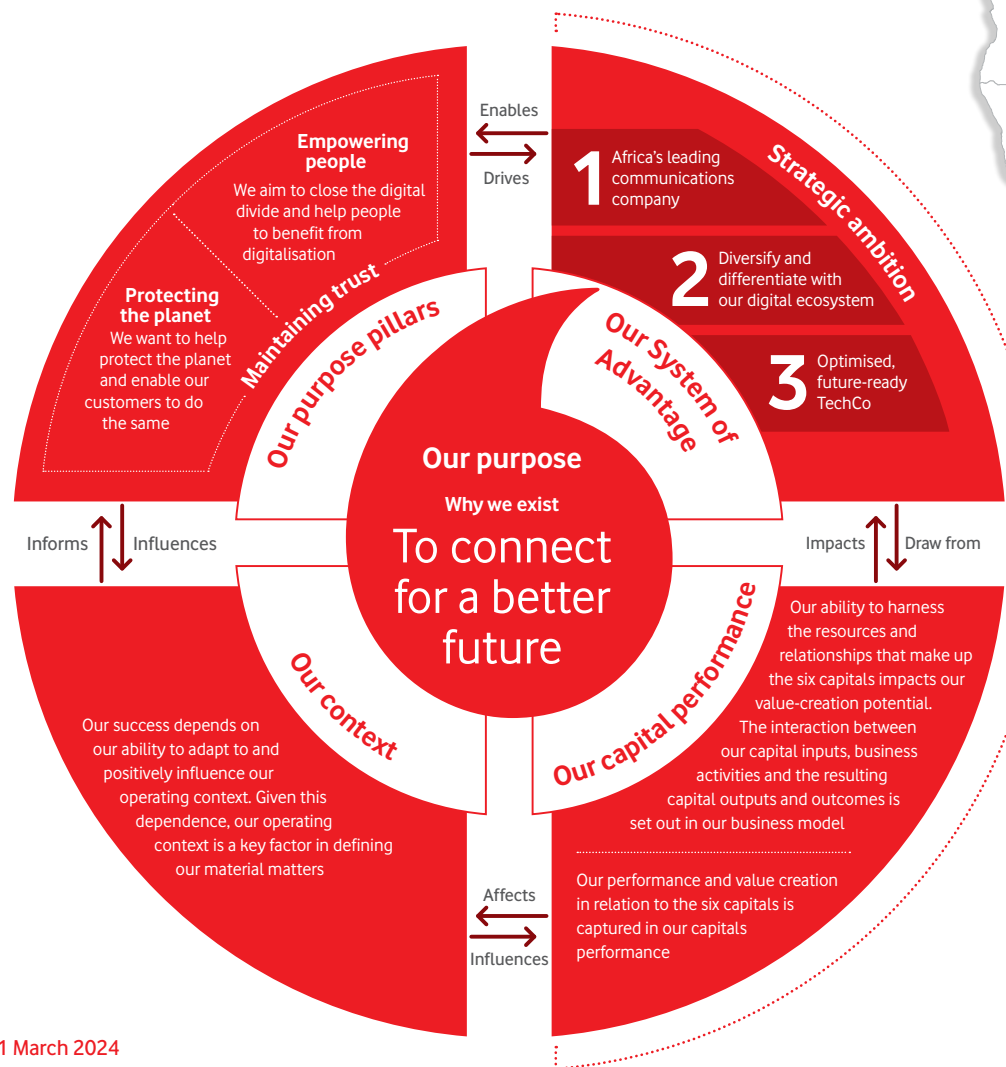 Empowering
people
We aim to close the digital
divide and help people
to benefit from
digitalisation
Protecting
the planet
We want to help
protect the planet
and enable our
customers to do
the same
Maintaining trust
Our purpose pillars
Enables
Drives
Strategic ambition
1 Africa's leading
communications
company
2 Diversify and
differentiate with
our digital ecosystem
3 Optimised,
future-ready
TechCo
Our System of
Advantage
Our purpose
Why we exist
To connect
for a better
future
Informs
Influences
Impacts
Draw from
Our context
Our success depends on
our ability to adapt to and
positively influence our
operating context. Given this
dependence, our operating
context is a key factor in defining
our material matters
Our capital performance
Our ability to harness
the resources and
relationships that make up
the six capitals impacts our
value-creation potential.
The interaction between
our capital inputs, business
activities and the resulting
capital outputs and outcomes is
set out in our business model
Our performance and value creation
in relation to the six capitals is
captured in our capitals
performance
Affects
Influences
1 March 2024